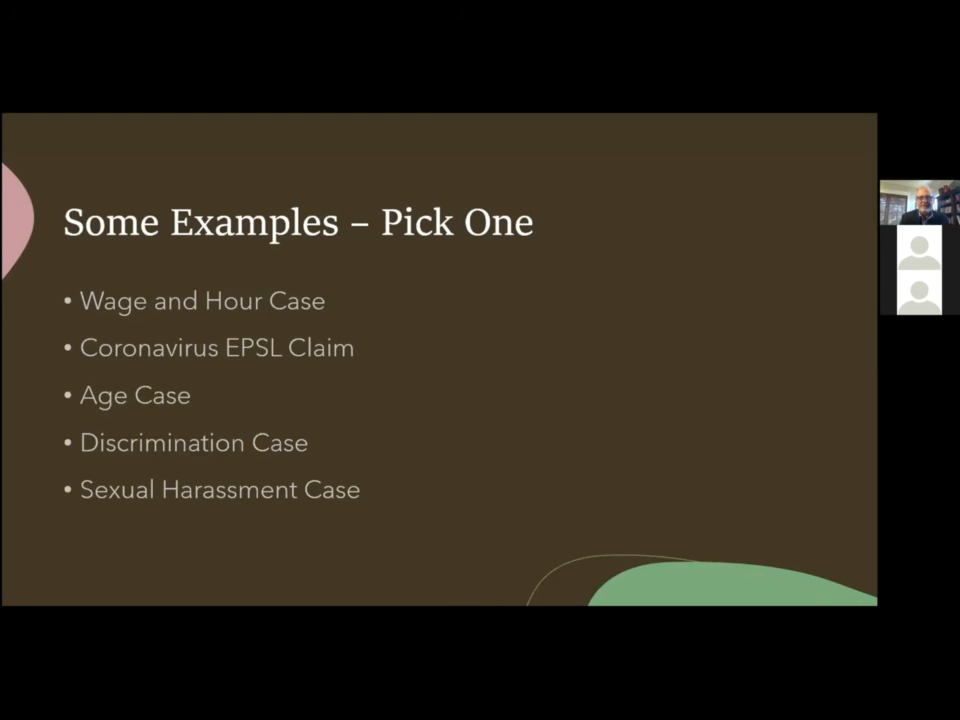 Some Examples – Pick One
• Wage and Hour Case
• Coronavirus EPSL Claim
• Age Case
• Discrimination Case
• Sexual Harassment Case